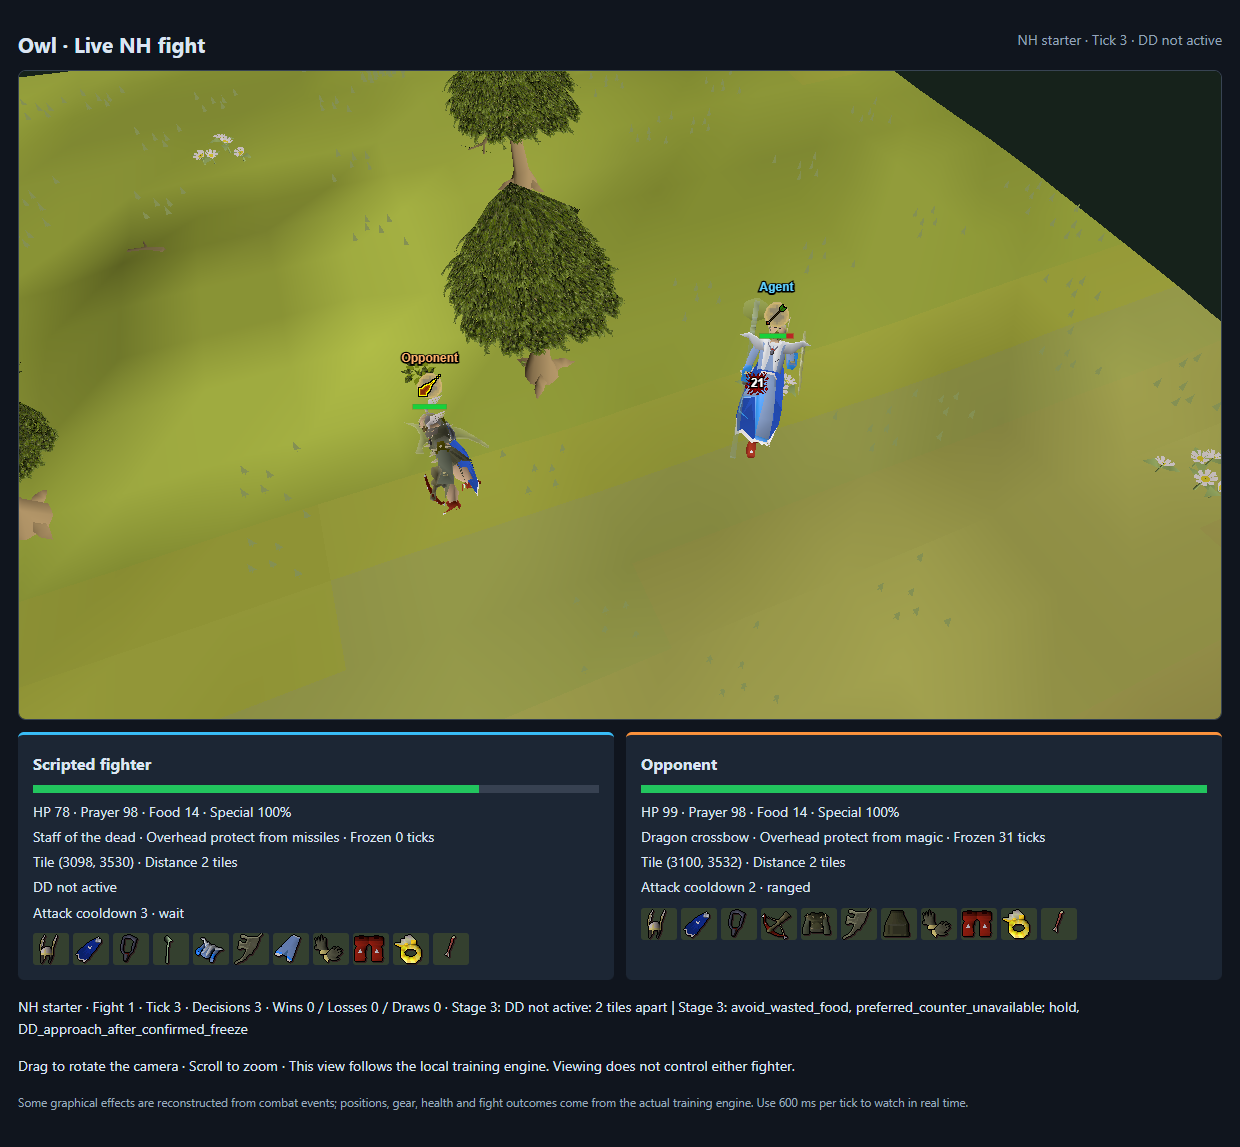 Owl · Live NH fight
NH starter · Tick 3 · DD not active
Agent
Opponent
21
Scripted fighter
HP 78 · Prayer 98 · Food 14 · Special 100%
Staff of the dead · Overhead protect from missiles · Frozen 0 ticks
Tile (3098, 3530) · Distance 2 tiles
DD not active
Attack cooldown 3 · wait
Opponent
HP 99 · Prayer 98 · Food 14 · Special 100%
Dragon crossbow · Overhead protect from magic · Frozen 31 ticks
Tile (3100, 3532) · Distance 2 tiles
Attack cooldown 2 · ranged
NH starter · Fight 1 · Tick 3 · Decisions 3 · Wins 0 / Losses 0 / Draws 0 · Stage 3: DD not active: 2 tiles apart | Stage 3: avoid_wasted_food, preferred_counter_unavailable; hold,
DD_approach_after_confirmed_freeze
Drag to rotate the camera · Scroll to zoom · This view follows the local training engine. Viewing does not control either fighter.
Some graphical effects are reconstructed from combat events; positions, gear, health and fight outcomes come from the actual training engine. Use 600 ms per tick to watch in real time.